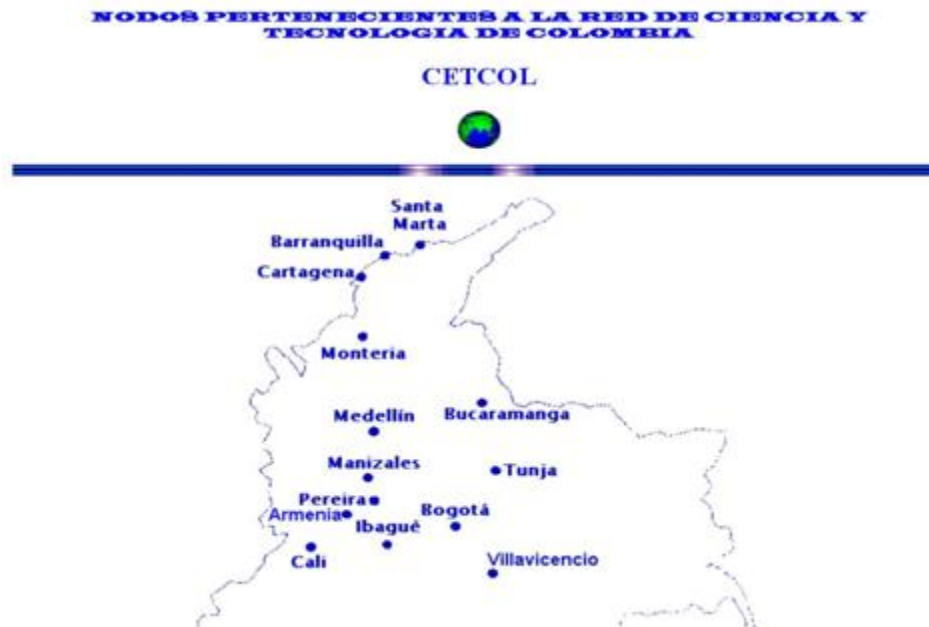 NODOS PERTENECIENTES A LA RED DE CIENCIA Y
TECNOLOGIA DE COLOMBIA
CETCOL
Santa
Marta
Barranquilla
Cartagena
Monteria
Medellín
Bucaramanga
Manizales
Tunja
Pereira
Armenia
Bogotá
Ibagué
Cali
Villavicencio